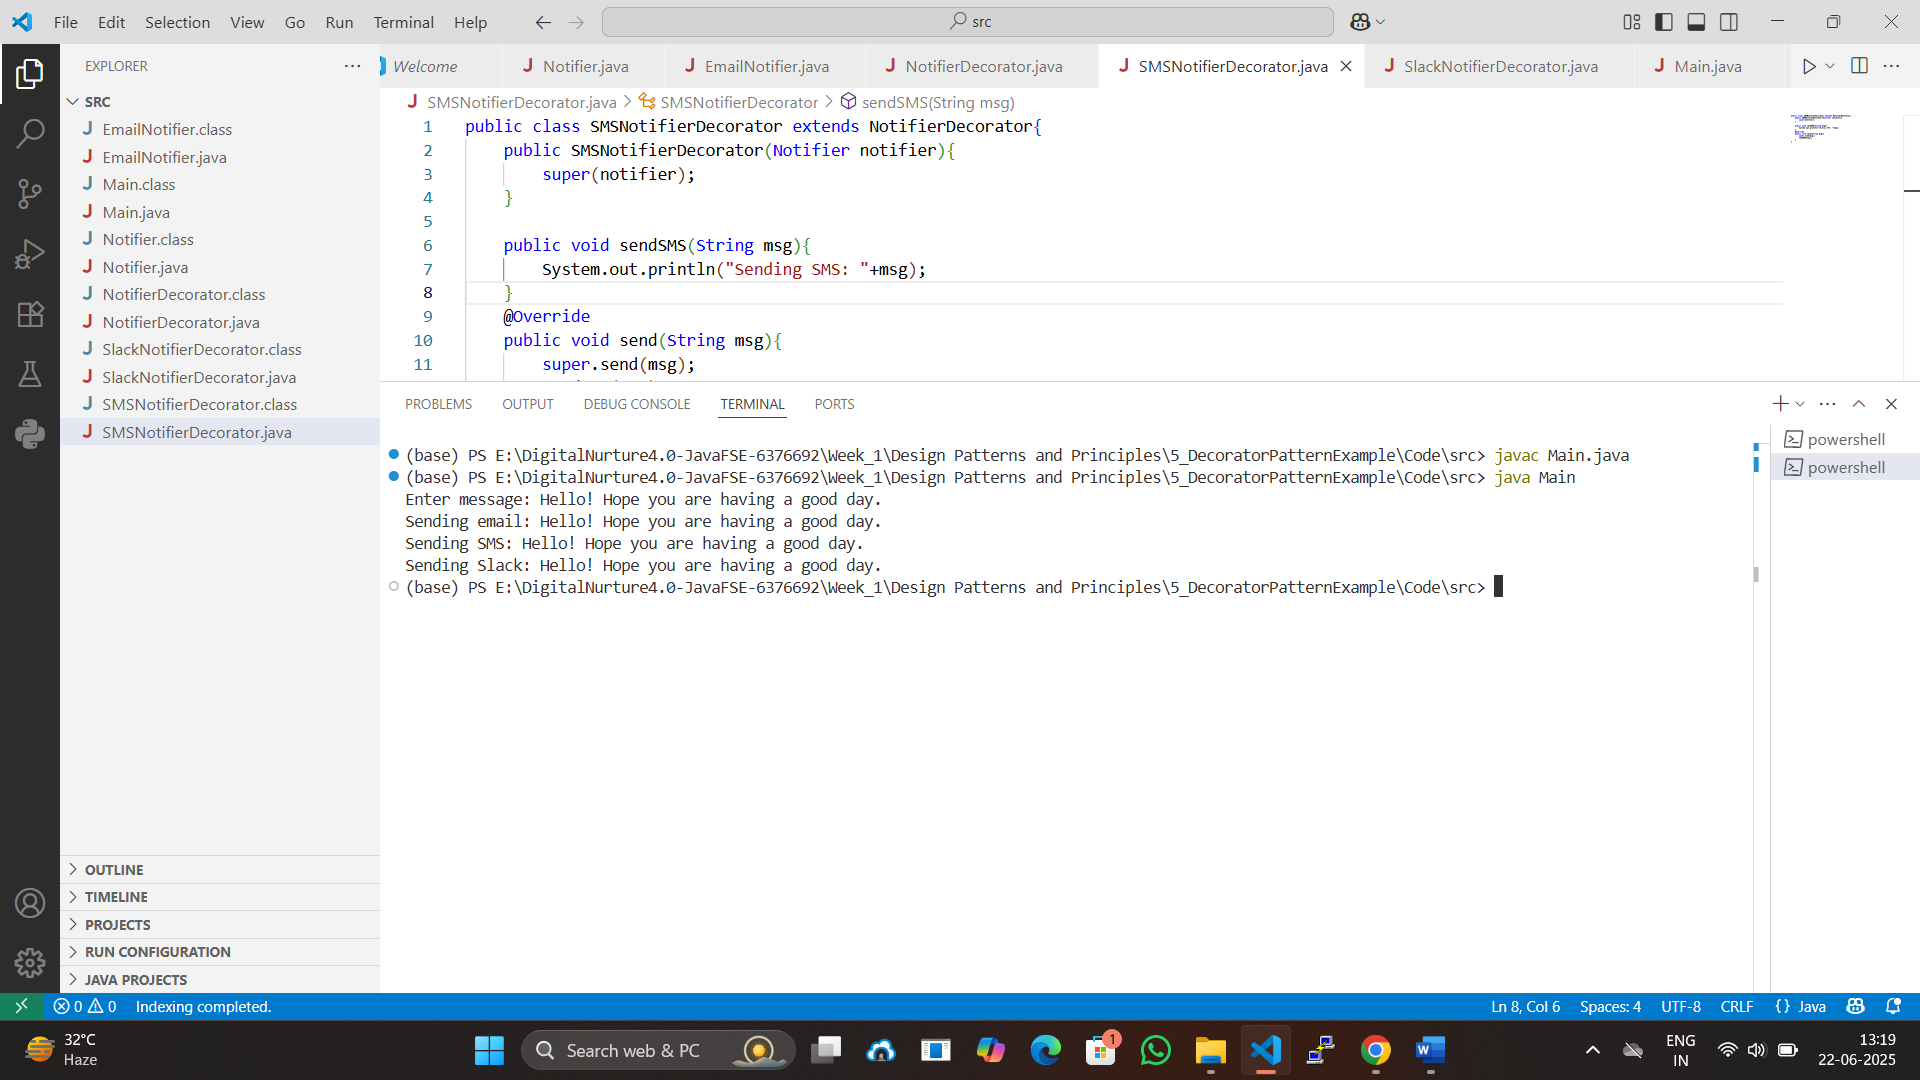 File Edit Selection View Go Run Terminal Help
src
EXPLORER
Welcome
Notifier.java
EmailNotifier.java
NotifierDecorator.java
SMSNotifierDecorator.java
SlackNotifierDecorator.java
Main.java
SRC
EmailNotifier.class
EmailNotifier.java
Main.class
Main.java
Notifier.class
Notifier.java
NotifierDecorator.class
NotifierDecorator.java
SlackNotifierDecorator.class
SlackNotifierDecorator.java
SMSNotifierDecorator.class
SMSNotifierDecorator.java
OUTLINE
TIMELINE
PROJECTS
RUN CONFIGURATION
JAVA PROJECTS
SMSNotifierDecorator.java > SMSNotifierDecorator > sendSMS(String msg)
1 public class SMSNotifierDecorator extends NotifierDecorator{
2 public SMSNotifierDecorator(Notifier notifier){
3 super(notifier);
4 }
5
6 public void sendSMS(String msg){
7 System.out.println("Sending SMS: "+msg);
8 }
9 @Override
10 public void send(String msg){
11 super.send(msg);
PROBLEMS OUTPUT DEBUG CONSOLE TERMINAL PORTS
powershell
powershell
(base) PS E:\DigitalNurture4.0-JavaFSE-6376692\Week_1\Design Patterns and Principles\5_DecoratorPatternExample\Code\src> javac Main.java
(base) PS E:\DigitalNurture4.0-JavaFSE-6376692\Week_1\Design Patterns and Principles\5_DecoratorPatternExample\Code\src> java Main
Enter message: Hello! Hope you are having a good day.
Sending email: Hello! Hope you are having a good day.
Sending SMS: Hello! Hope you are having a good day.
Sending Slack: Hello! Hope you are having a good day.
(base) PS E:\DigitalNurture4.0-JavaFSE-6376692\Week_1\Design Patterns and Principles\5_DecoratorPatternExample\Code\src>
0 0 Indexing completed.
Ln 8, Col 6 Spaces: 4 UTF-8 CRLF {} Java
32°C
Haze
Search web & PC
1
ENG
IN
13:19
22-06-2025